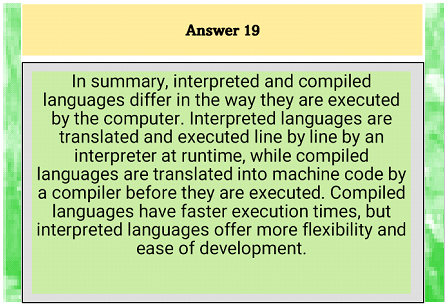 Answer 19
In summary, interpreted and compiled
languages differ in the way they are executed
by the computer. Interpreted languages are
translated and executed line by line by an
interpreter at runtime, while compiled
languages are translated into machine code by
a compiler before they are executed. Compiled
languages have faster execution times, but
interpreted languages offer more flexibility and
ease of development.